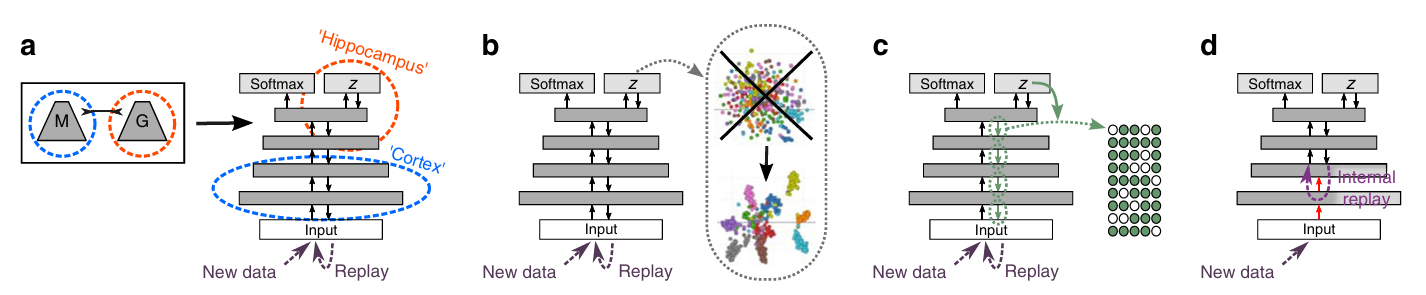 a
M
G
Softmax
z
'Hippocampus'
'Cortex'
Input
New data
Replay
b
Softmax
z
Input
New data
Replay
c
Softmax
z
Input
New data
Replay
d
Softmax
z
Internal
replay
Input
New data